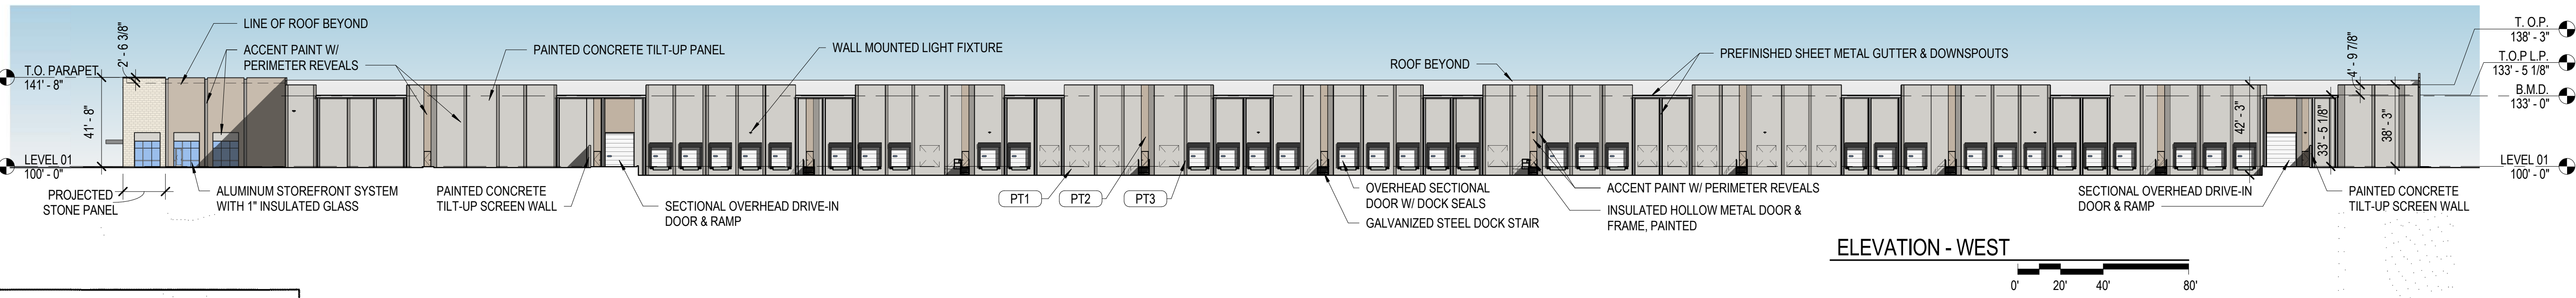 LINE OF ROOF BEYOND
ACCENT PAINT W/
PERIMETER REVEALS
PAINTED CONCRETE TILT-UP PANEL
WALL MOUNTED LIGHT FIXTURE
ROOF BEYOND
PREFINISHED SHEET METAL GUTTER & DOWNSPOUTS
2' - 6 3/8"
T.O. PARAPET
141' - 8"
41' - 8"
LEVEL 01
100' - 0"
T. O.P.
138' - 3"
T.O.P L.P.
133' - 5 1/8"
B.M.D.
133' - 0"
4' - 9 7/8"
42' - 3"
33' - 5 1/8"
38' - 3"
LEVEL 01
100' - 0"
PROJECTED
STONE PANEL
ALUMINUM STOREFRONT SYSTEM
WITH 1" INSULATED GLASS
PAINTED CONCRETE
TILT-UP SCREEN WALL
SECTIONAL OVERHEAD DRIVE-IN
DOOR & RAMP
PT1
PT2
PT3
OVERHEAD SECTIONAL
DOOR W/ DOCK SEALS
GALVANIZED STEEL DOCK STAIR
ACCENT PAINT W/ PERIMETER REVEALS
INSULATED HOLLOW METAL DOOR &
FRAME, PAINTED
SECTIONAL OVERHEAD DRIVE-IN
DOOR & RAMP
PAINTED CONCRETE
TILT-UP SCREEN WALL
ELEVATION - WEST
0' 20' 40' 80'